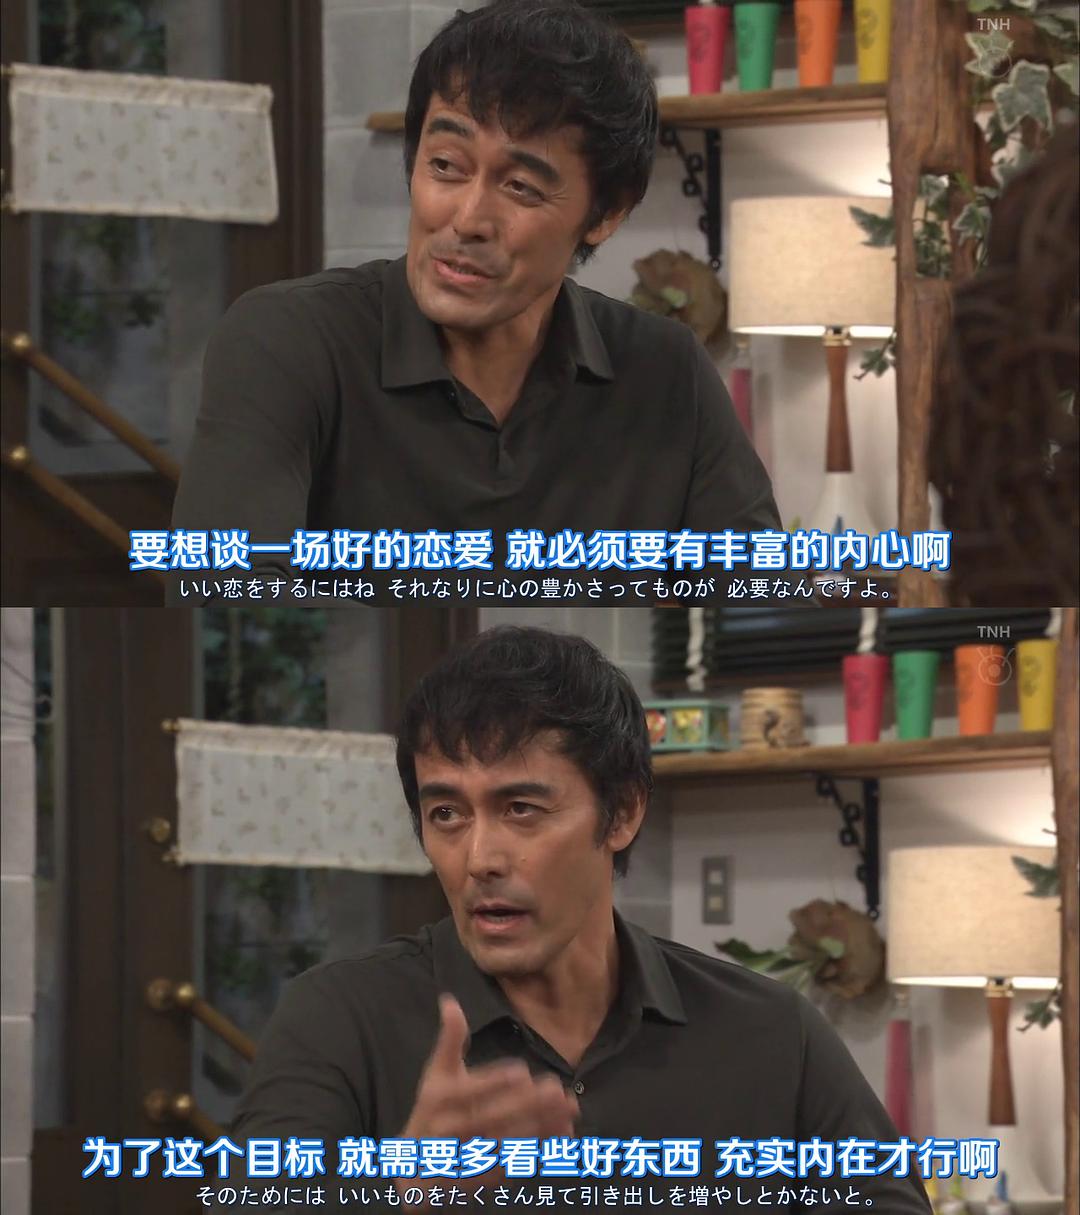 TNH
要想谈一场好的恋爱 就必须要有丰富的内心啊
いい恋をするにはね それなりに心の豊かさってものが 必要なんですよ。
TNH
为了这个目标 就需要多看些好东西 充实内在才行啊
そのためには いいものをたくさん見て引き出しを増やしとかないと。